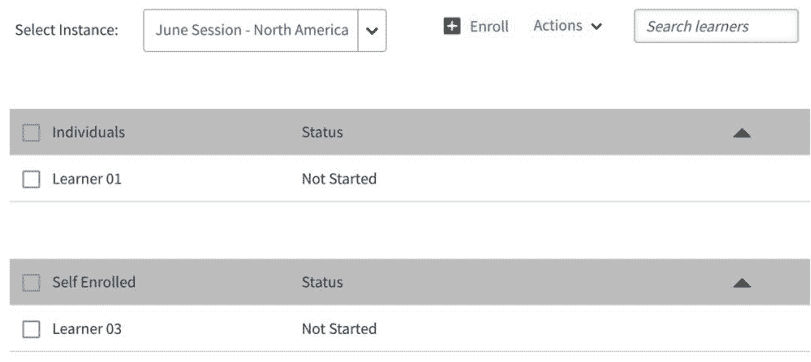 Select Instance: June Session - North America Enroll Actions Search learners
Individuals Status
Learner 01 Not Started
Self Enrolled Status
Learner 03 Not Started